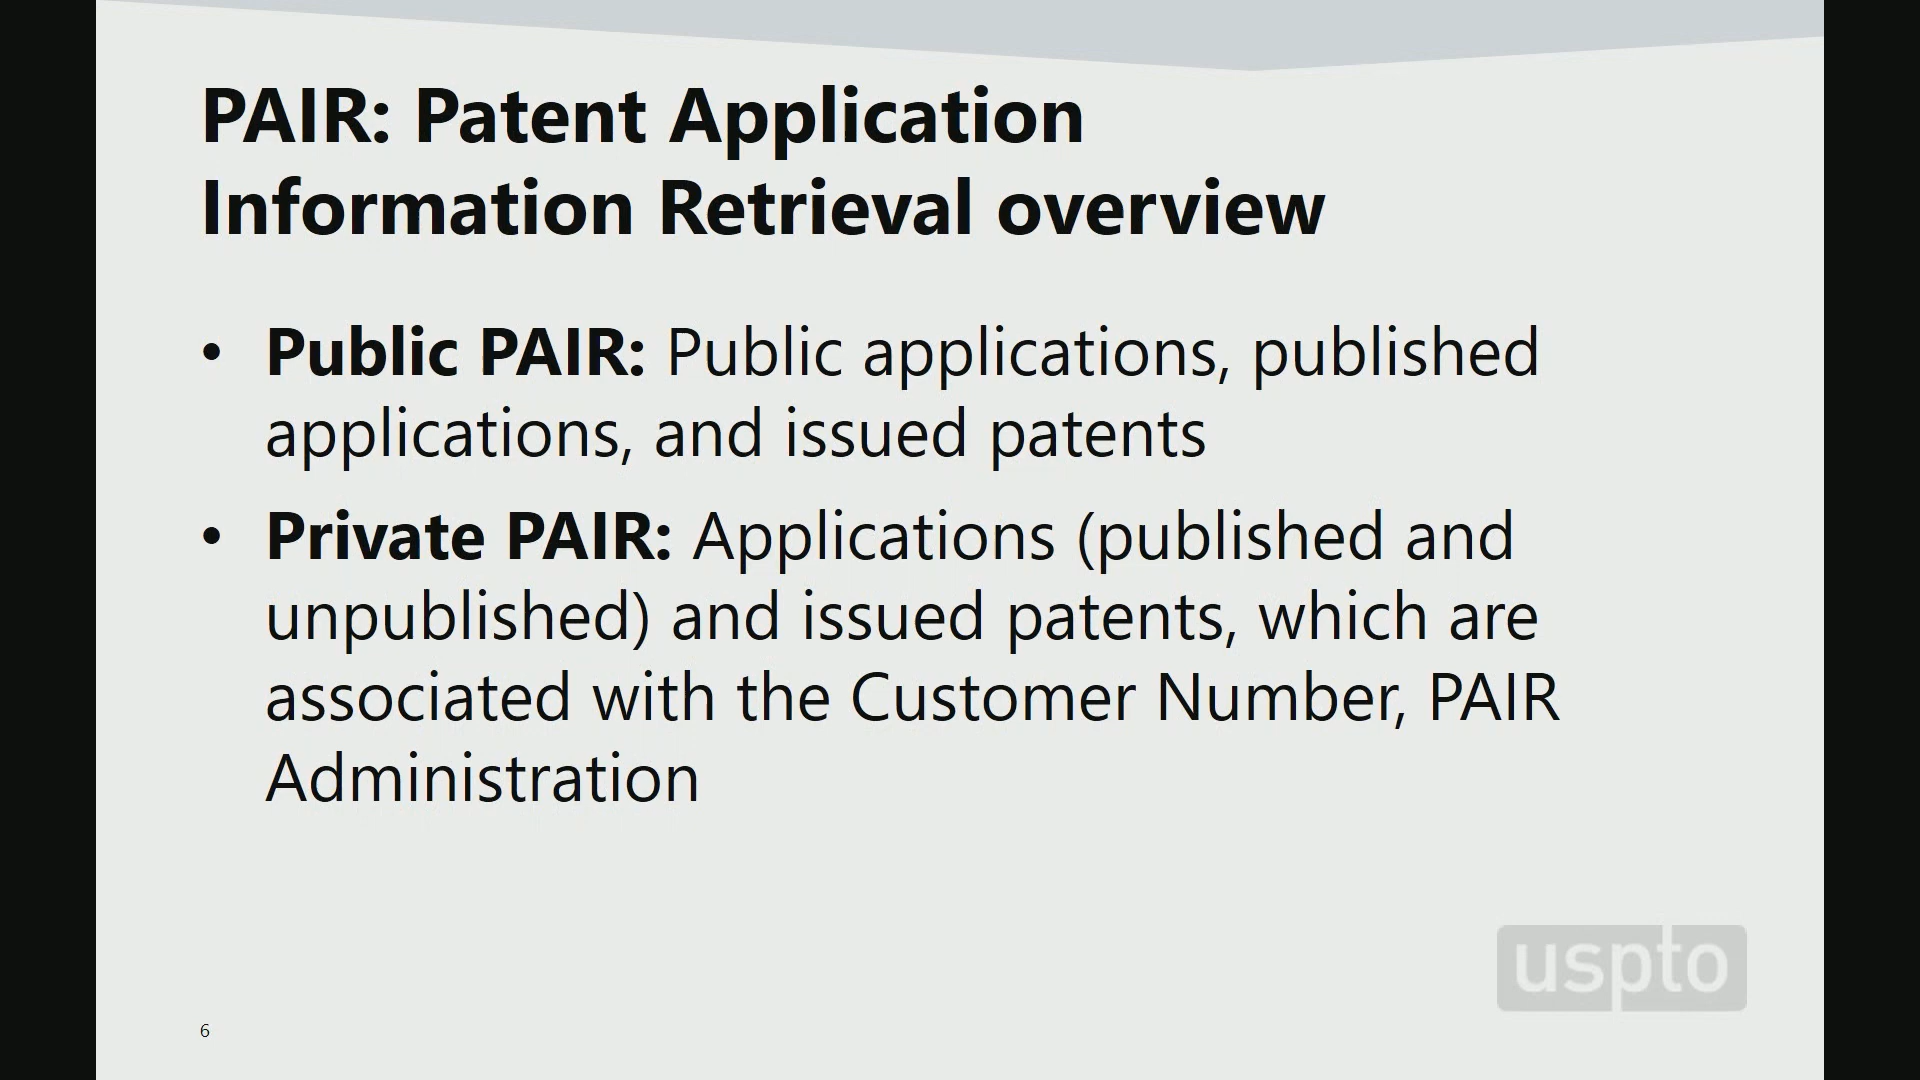 PAIR: Patent Application
Information Retrieval overview
• Public PAIR: Public applications, published
applications, and issued patents
• Private PAIR: Applications (published and
unpublished) and issued patents, which are
associated with the Customer Number, PAIR
Administration
uspto
6